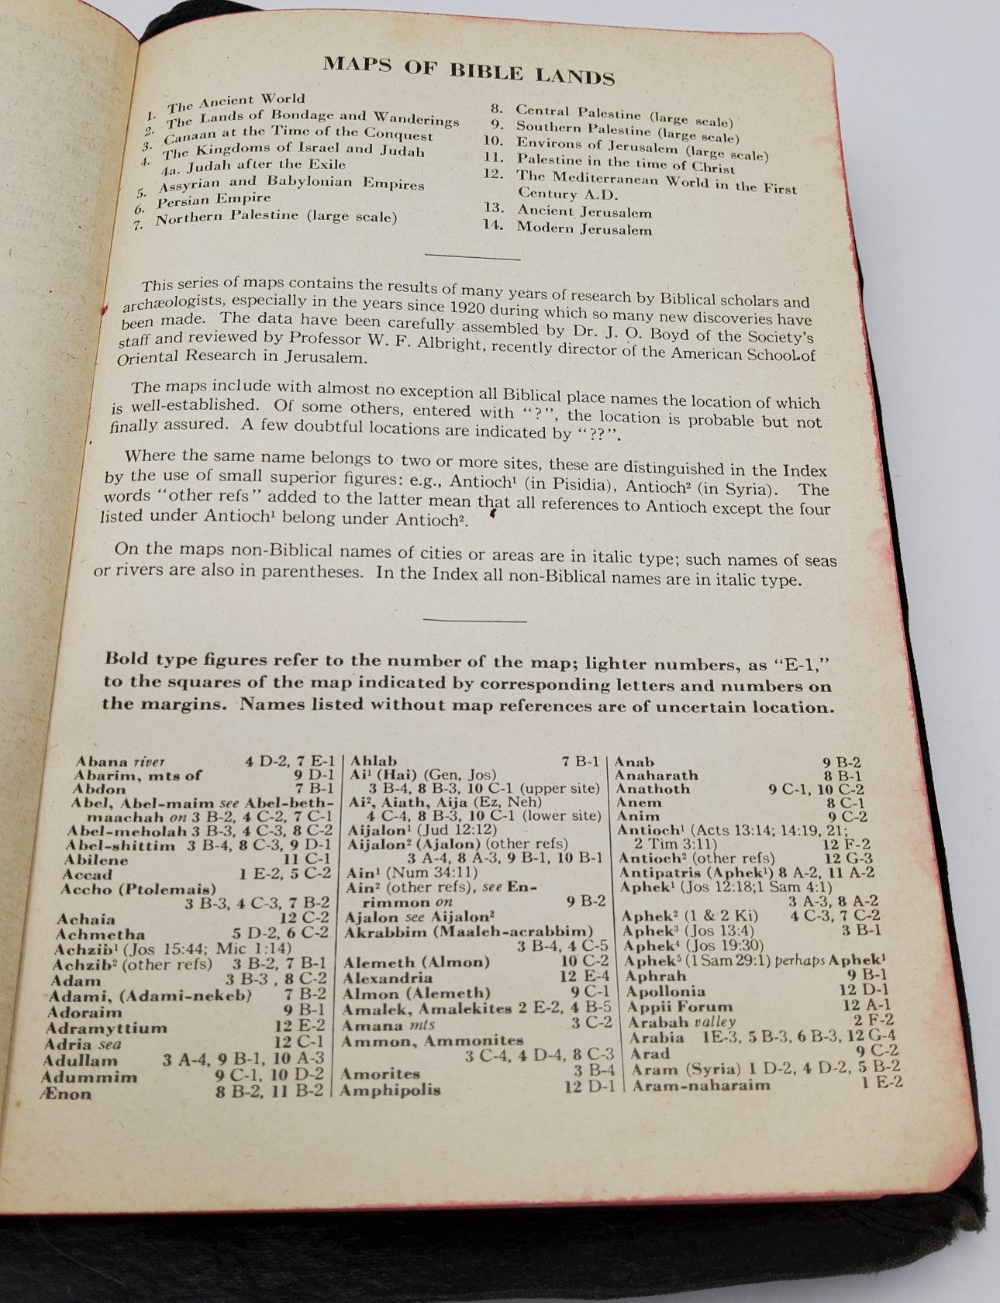 MAPS OF BIBLE LANDS
1. The Ancient World
2. The Lands of Bondage and Wanderings
3. Canaan at the Time of the Conquest
4. The Kingdoms of Israel and Judah
4a. Judah after the Exile
5. Assyrian and Babylonian Empires
6. Persian Empire
7. Northern Palestine (large scale)
8. Central Palestine (large scale)
9. Southern Palestine (large scale)
10. Environs of Jerusalem (large scale)
11. Palestine in the time of Christ
12. The Mediterranean World in the First
Century A.D.
13. Ancient Jerusalem
14. Modern Jerusalem
This series of maps contains the results of many years of research by Biblical scholars and
archæologists, especially in the years since 1920 during which so many new discoveries have
been made. The data have been carefully assembled by Dr. J. O. Boyd of the Society's
staff and reviewed by Professor W. F. Albright, recently director of the American School of
Oriental Research in Jerusalem.
The maps include with almost no exception all Biblical place names the location of which
is well-established. Of some others, entered with "?", the location is probable but not
finally assured. A few doubtful locations are indicated by "??".
Where the same name belongs to two or more sites, these are distinguished in the Index
by the use of small superior figures: e.g., Antioch¹ (in Pisidia), Antioch² (in Syria). The
words "other refs" added to the latter mean that all references to Antioch except the four
listed under Antioch¹ belong under Antioch².
On the maps non-Biblical names of cities or areas are in italic type; such names of seas
or rivers are also in parentheses. In the Index all non-Biblical names are in italic type.
Bold type figures refer to the number of the map; lighter numbers, as "E-1,"
to the squares of the map indicated by corresponding letters and numbers on
the margins. Names listed without map references are of uncertain location.
Abana river 4 D-2, 7 E-1
Abarim, mts of 9 D-1
Abdon 7 B-1
Abel, Abel-maim see Abel-beth-
maachah on 3 B-2, 4 C-2, 7 C-1
Abel-meholah 3 B-3, 4 C-3, 8 C-2
Abel-shittim 3 B-4, 8 C-3, 9 D-1
Abilene 11 C-1
Accad 1 E-2, 5 C-2
Accho (Ptolemais)
3 B-3, 4 C-3, 7 B-2
Achaia 12 C-2
Achmetha 5 D-2, 6 C-2
Achzib¹ (Jos 15:44; Mic 1:14)
Achzib² (other refs) 3 B-2, 7 B-1
Adam 3 B-3, 8 C-2
Adami, (Adami-nekeb) 7 B-2
Adoraim 9 B-1
Adramyttium 12 E-2
Adria sea 12 C-1
Adullam 3 A-4, 9 B-1, 10 A-3
Adummim 9 C-1, 10 D-2
Ænon 8 B-2, 11 B-2
Ahlab 7 B-1
Ai¹ (Hai) (Gen, Jos)
3 B-4, 8 B-3, 10 C-1 (upper site)
Ai², Aiath, Aija (Ez, Neh)
4 C-4, 8 B-3, 10 C-1 (lower site)
Aijalon¹ (Jud 12:12)
Aijalon² (Ajalon) (other refs)
3 A-4, 8 A-3, 9 B-1, 10 B-1
Ain¹ (Num 34:11)
Ain² (other refs), see En-
rimmon on 9 B-2
Ajalon see Aijalon²
Akrabbim (Maaleh-acrabbim)
3 B-4, 4 C-5
Alemeth (Almon) 10 C-2
Alexandria 12 E-4
Almon (Alemeth) 9 C-1
Amalek, Amalekites 2 E-2, 4 B-5
Amana mts 3 C-2
Ammon, Ammonites
3 C-4, 4 D-4, 8 C-3
Amorites 3 B-4
Amphipolis 12 D-1
Anab 9 B-2
Anaharath 8 B-1
Anathoth 9 C-1, 10 C-2
Anem 8 C-1
Anim 9 C-2
Antioch¹ (Acts 13:14; 14:19, 21;
2 Tim 3:11) 12 F-2
Antioch² (other refs) 12 G-3
Antipatris (Aphek¹) 8 A-2, 11 A-2
Aphek¹ (Jos 12:18;1 Sam 4:1)
3 A-3, 8 A-2
Aphek² (1 & 2 Ki) 4 C-3, 7 C-2
Aphek³ (Jos 13:4) 3 B-1
Aphek⁴ (Jos 19:30)
Aphek⁵ (1 Sam 29:1) perhaps Aphek¹
Aphrah 9 B-1
Apollonia 12 D-1
Appii Forum 12 A-1
Arabah valley 2 F-2
Arabia 1E-3, 5 B-3, 6 B-3, 12 G-4
Arad 9 C-2
Aram (Syria) 1 D-2, 4 D-2, 5 B-2
Aram-naharaim 1 E-2